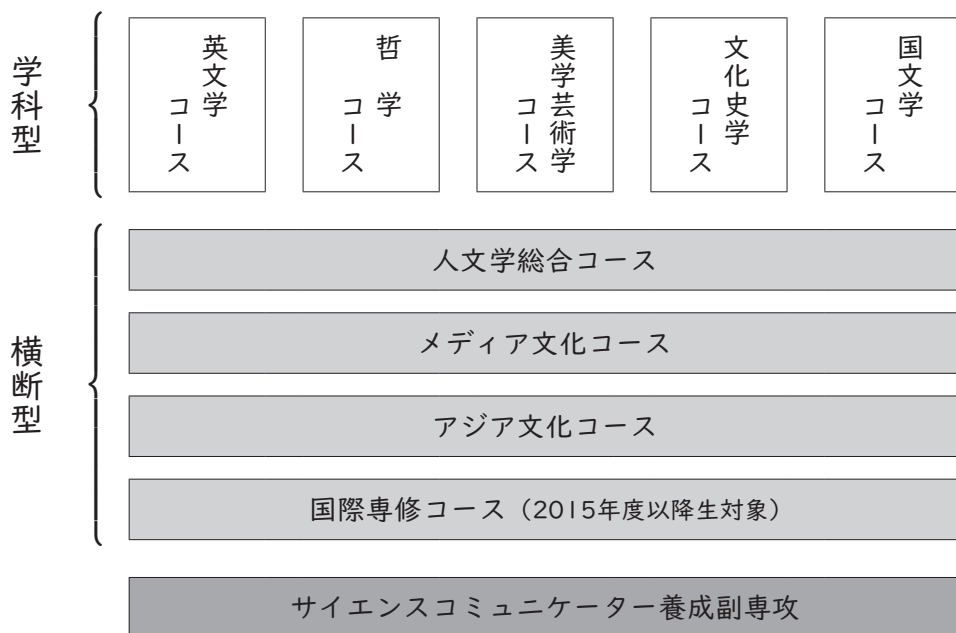 学科型
英文学
コース
哲 学
コース
美学芸術学
コース
文化史学
コース
国文学
コース
横断型
人文学総合コース
メディア文化コース
アジア文化コース
国際専修コース（2015年度以降生対象）
サイエンスコミュニケーター養成副専攻